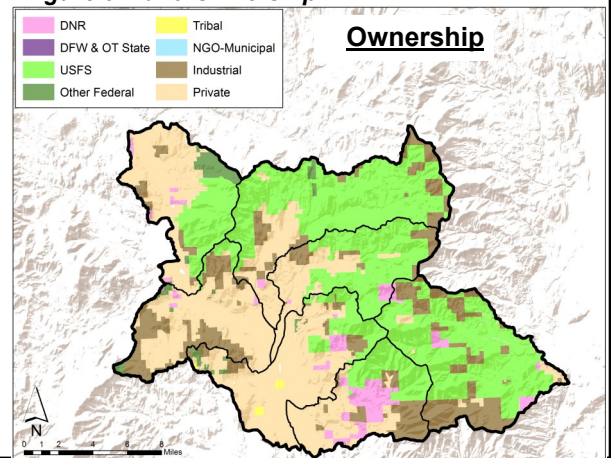 Ownership
DNR
DFW & OT State
USFS
Other Federal
Tribal
NGO-Municipal
Industrial
Private
N
0 1 2 4 6 8
Miles